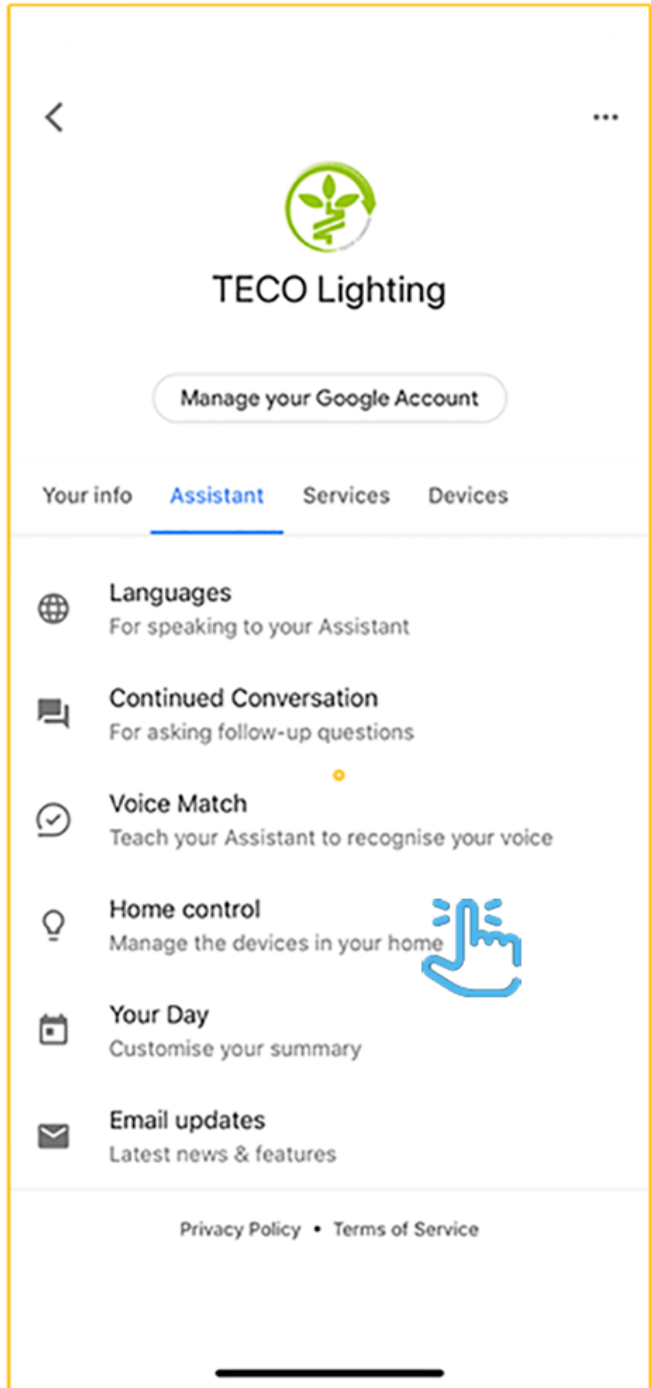 TECO Lighting
Manage your Google Account
Your info Assistant Services Devices
Languages
For speaking to your Assistant
Continued Conversation
For asking follow-up questions
Voice Match
Teach your Assistant to recognise your voice
Home control
Manage the devices in your home
Your Day
Customise your summary
Email updates
Latest news & features
Privacy Policy • Terms of Service